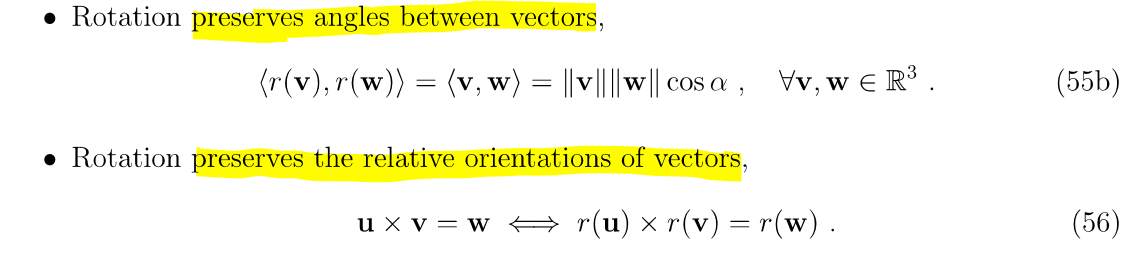 • Rotation preserves angles between vectors,
⟨r(v), r(w)⟩ = ⟨v, w⟩ = ‖v‖‖w‖ cos α , ∀v, w ∈ ℝ³ . (55b)
• Rotation preserves the relative orientations of vectors,
u × v = w ⟺ r(u) × r(v) = r(w) . (56)